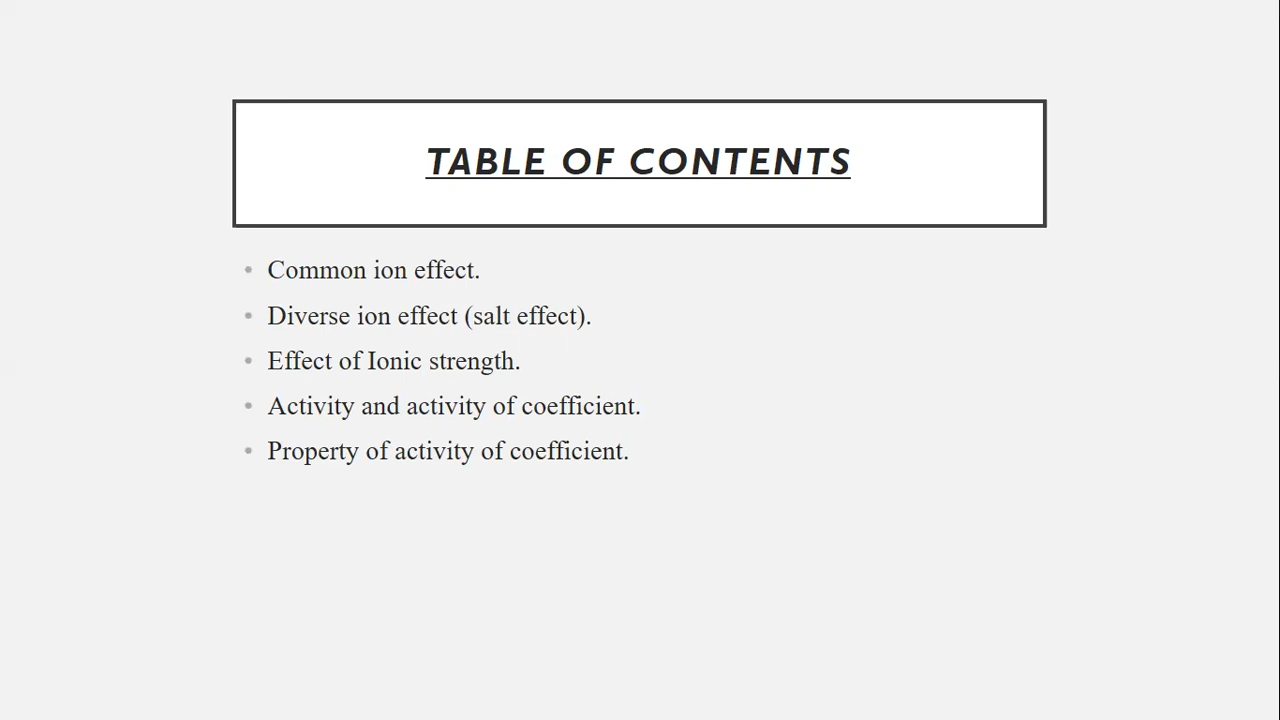 TABLE OF CONTENTS
• Common ion effect.
• Diverse ion effect (salt effect).
• Effect of Ionic strength.
• Activity and activity of coefficient.
• Property of activity of coefficient.